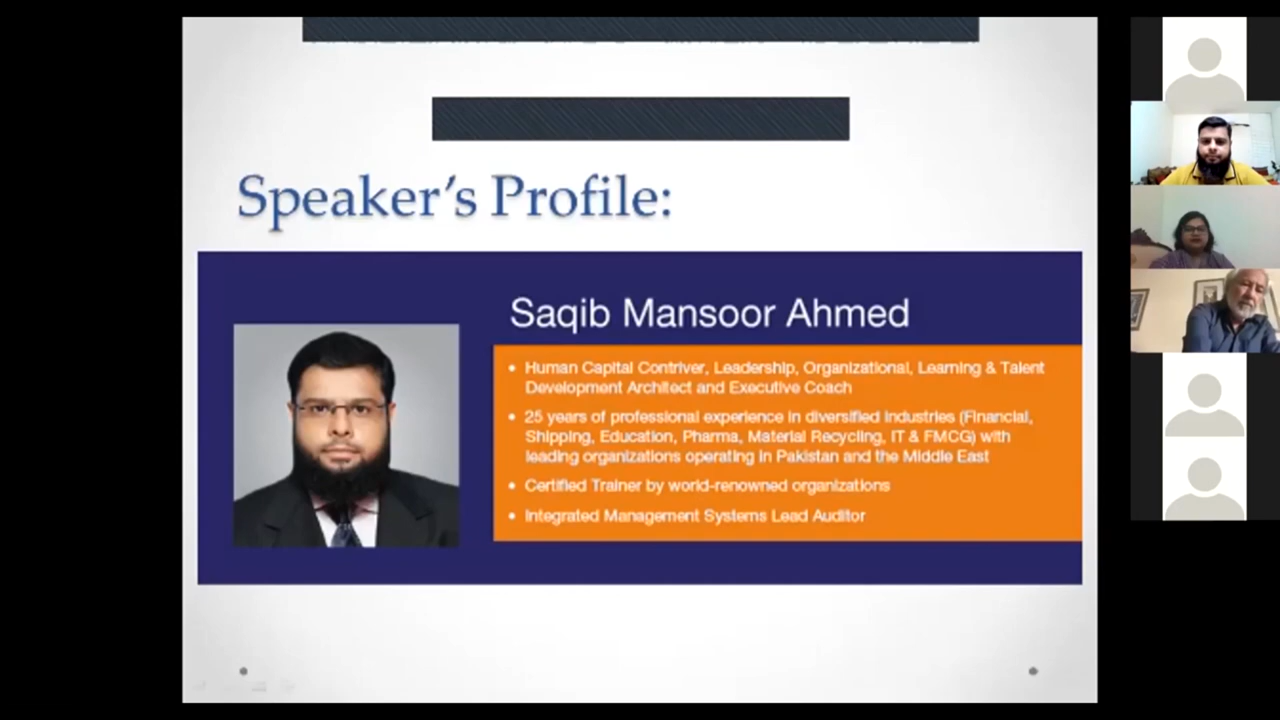 Speaker's Profile:
Saqib Mansoor Ahmed
• Human Capital Contriver, Leadership, Organizational, Learning & Talent
Development Architect and Executive Coach
• 25 years of professional experience in diversified industries (Financial,
Shipping, Education, Pharma, Material Recycling, IT & FMCG) with
leading organizations operating in Pakistan and the Middle East
• Certified Trainer by world-renowned organizations
• Integrated Management Systems Lead Auditor